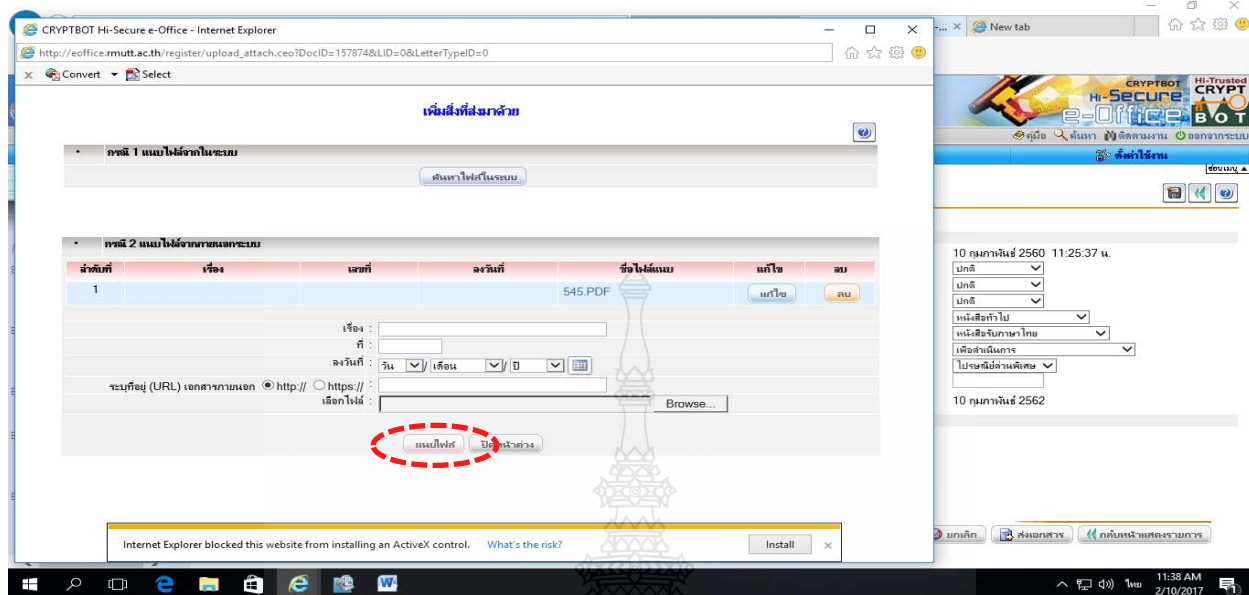 CRYPTBOT Hi-Secure e-Office - Internet Explorer
http://eoffice.rmutt.ac.th/register/upload_attach.ceo?DocID=157874&LID=0&LetterTypeID=0
x Convert Select
เพิ่มสิ่งที่ส่งมาด้วย
กรณี 1 แนบไฟล์จากในระบบ
ค้นหาไฟล์ในระบบ
กรณี 2 แนบไฟล์จากภายนอกระบบ
ลำดับที่ เรื่อง เลขที่ ลงวันที่ ชื่อไฟล์แนบ แก้ไข ลบ
1 545.PDF แก้ไข ลบ
เรื่อง :
ที่ :
ลงวันที่ : วัน / เดือน / ปี
ระบุที่อยู่ (URL) เอกสารภายนอก http:// https:// :
เลือกไฟล์ : Browse...
แนบไฟล์ ปิดหน้าต่าง
Internet Explorer blocked this website from installing an ActiveX control. What's the risk? Install ×
... × New tab
CRYPTBOT
Hi-Secure
e-Office
Hi-Trusted
CRYPT
BOT
คู่มือ ค้นหา ติดตามงาน ออกจากระบบ
ตั้งค่าใช้งาน
ซ่อนเมนู
10 กุมภาพันธ์ 2560 11:25:37 น.
ปกติ
ปกติ
ปกติ
หนังสือทั่วไป
หนังสือรับภาษาไทย
เพื่อดำเนินการ
ไปรษณีย์ด่วนพิเศษ
10 กุมภาพันธ์ 2562
ยกเลิก ส่งเอกสาร กลับหน้าแสดงรายการ
ไทย 11:38 AM
2/10/2017